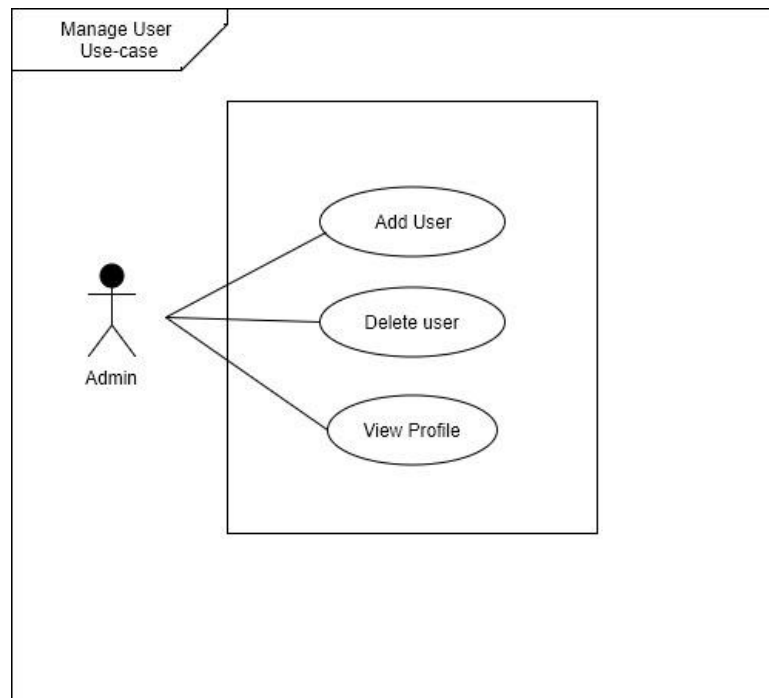 Manage User
Use-case
Add User
Delete user
Admin
View Profile